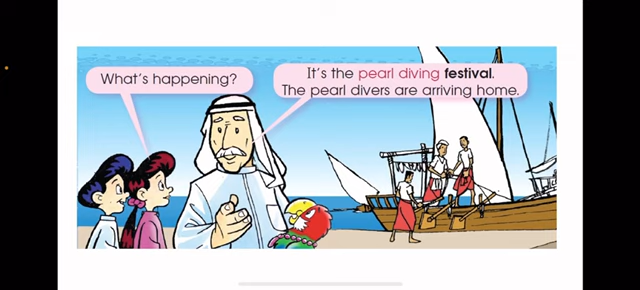 What's happening?
It's the pearl diving festival.
The pearl divers are arriving home.